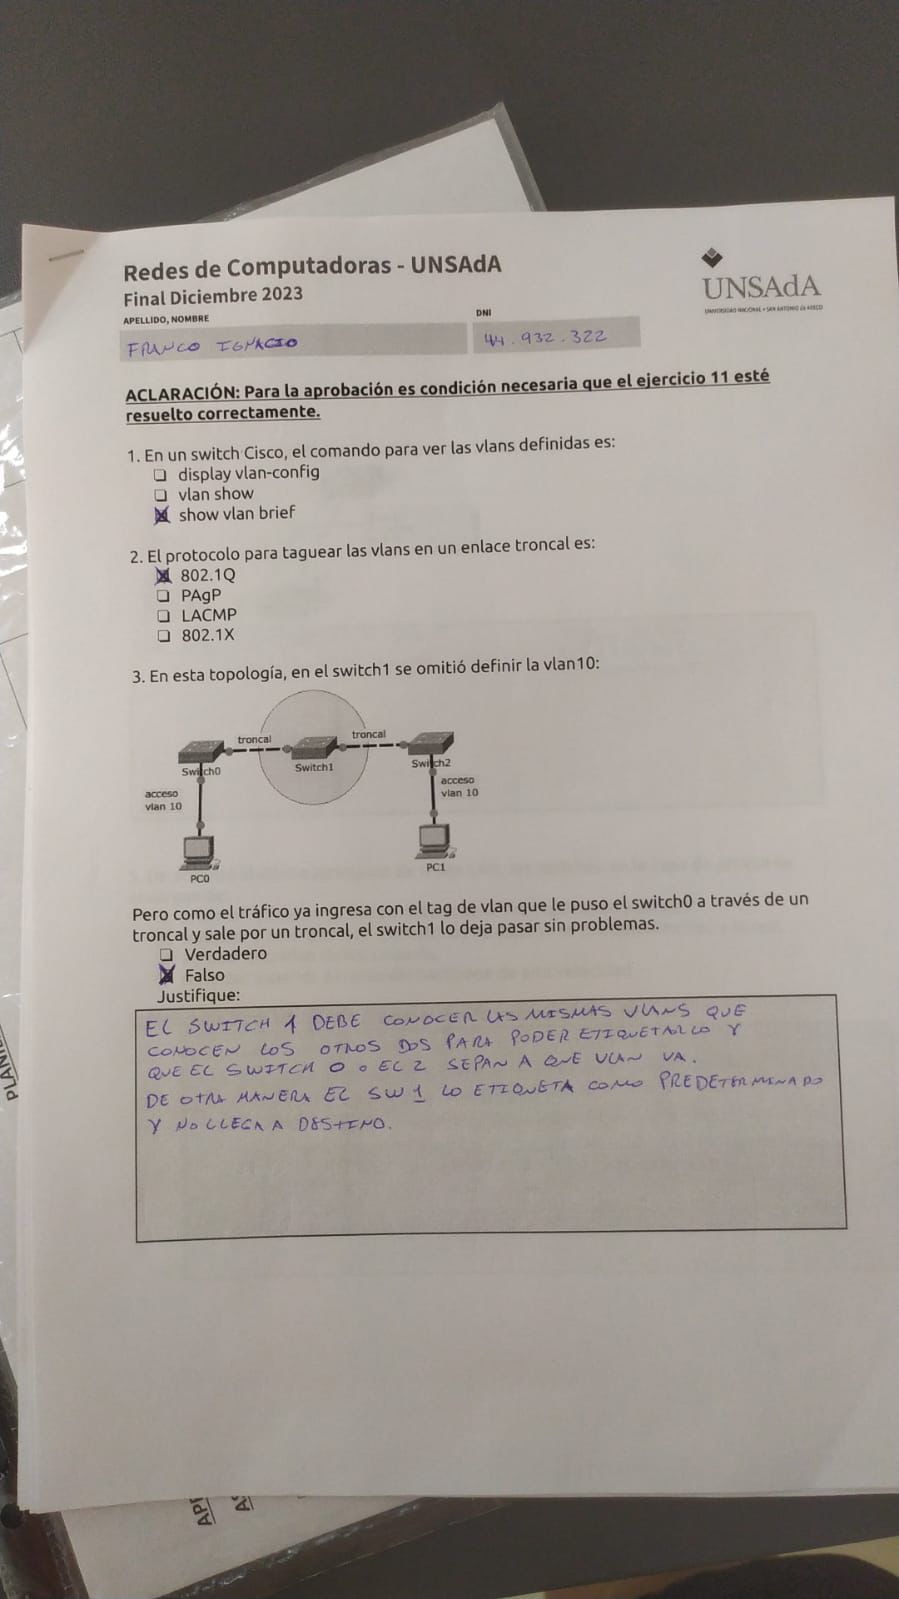 Redes de Computadoras - UNSAdA
Final Diciembre 2023
UNSAdA
UNIVERSIDAD NACIONAL • SAN ANTONIO de ARECO
APELLIDO, NOMBRE
DNI
FRANCO IGNACIO
44.932.322
ACLARACIÓN: Para la aprobación es condición necesaria que el ejercicio 11 esté
resuelto correctamente.
1. En un switch Cisco, el comando para ver las vlans definidas es:
display vlan-config
vlan show
show vlan brief
2. El protocolo para taguear las vlans en un enlace troncal es:
802.1Q
PAgP
LACMP
802.1X
3. En esta topología, en el switch1 se omitió definir la vlan10:
troncal
troncal
Switch0
Switch1
Switch2
acceso
vlan 10
acceso
vlan 10
PC0
PC1
Pero como el tráfico ya ingresa con el tag de vlan que le puso el switch0 a través de un
troncal y sale por un troncal, el switch1 lo deja pasar sin problemas.
Verdadero
Falso
Justifique:
EL SWITCH 1 DEBE CONOCER LAS MISMAS VLANS QUE
CONOCEN LOS OTROS DOS PARA PODER ETIQUETARLO Y
QUE EL SWITCH 0 O EL 2 SEPAN A QUE VLAN VA.
DE OTRA MANERA EL SW 1 LO ETIQUETA COMO PREDETERMINADO
Y NO LLEGA A DESTINO.